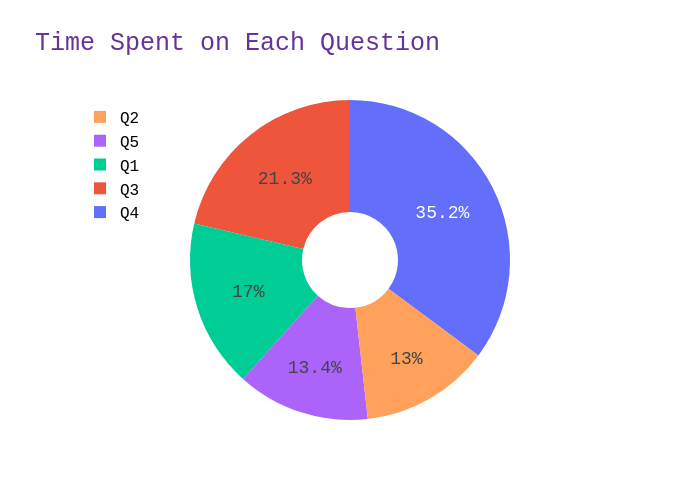 Time Spent on Each Question
Q2
Q5
Q1
Q3
Q4
21.3%
35.2%
17%
13.4%
13%